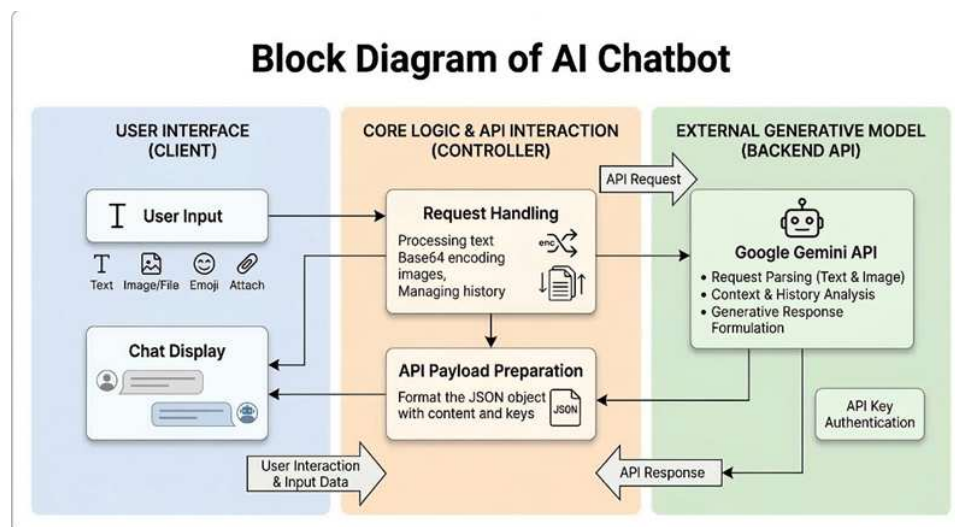 Block Diagram of AI Chatbot
USER INTERFACE
(CLIENT)
User Input
Text Image/File Emoji Attach
Chat Display
User Interaction
& Input Data
CORE LOGIC & API INTERACTION
(CONTROLLER)
Request Handling
Processing text
Base64 encoding
images,
Managing history
enc
API Payload Preparation
Format the JSON object
with content and keys
JSON
API Request
EXTERNAL GENERATIVE MODEL
(BACKEND API)
Google Gemini API
• Request Parsing (Text & Image)
• Context & History Analysis
• Generative Response
Formulation
API Key
Authentication
API Response